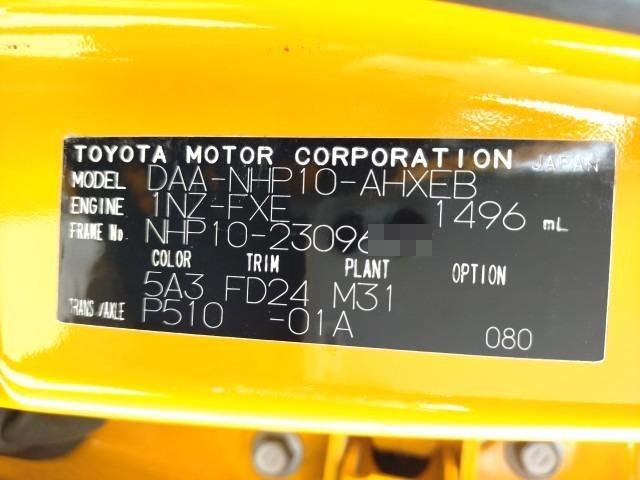 TOYOTA MOTOR CORPORATION JAPAN
MODEL DAA-NHP10-AHXEB
ENGINE 1NZ-FXE 1496 mL
FRAME No NHP10-23096
COLOR TRIM PLANT OPTION
5A3 FD24 M31
TRANS/AXLE P510 -01A 080